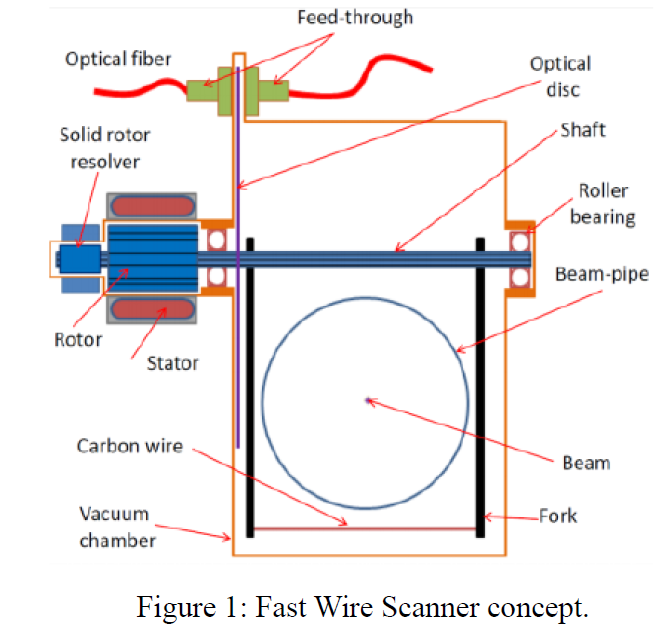 Feed-through
Optical fiber
Optical
disc
Solid rotor
resolver
Shaft
Roller
bearing
Beam-pipe
Rotor
Stator
Carbon wire
Beam
Vacuum
chamber
Fork
Figure 1: Fast Wire Scanner concept.